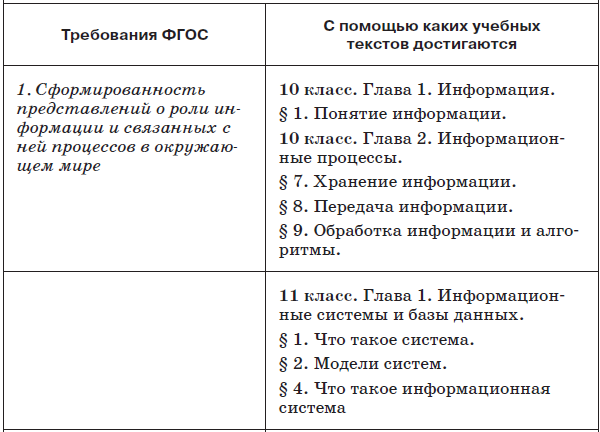 Требования ФГОС
С помощью каких учебных
текстов достигаются
1. Сформированность
представлений о роли ин-
формации и связанных с
ней процессов в окружаю-
щем мире
10 класс. Глава 1. Информация.
§ 1. Понятие информации.
10 класс. Глава 2. Информацион-
ные процессы.
§ 7. Хранение информации.
§ 8. Передача информации.
§ 9. Обработка информации и алго-
ритмы.
11 класс. Глава 1. Информацион-
ные системы и базы данных.
§ 1. Что такое система.
§ 2. Модели систем.
§ 4. Что такое информационная
система